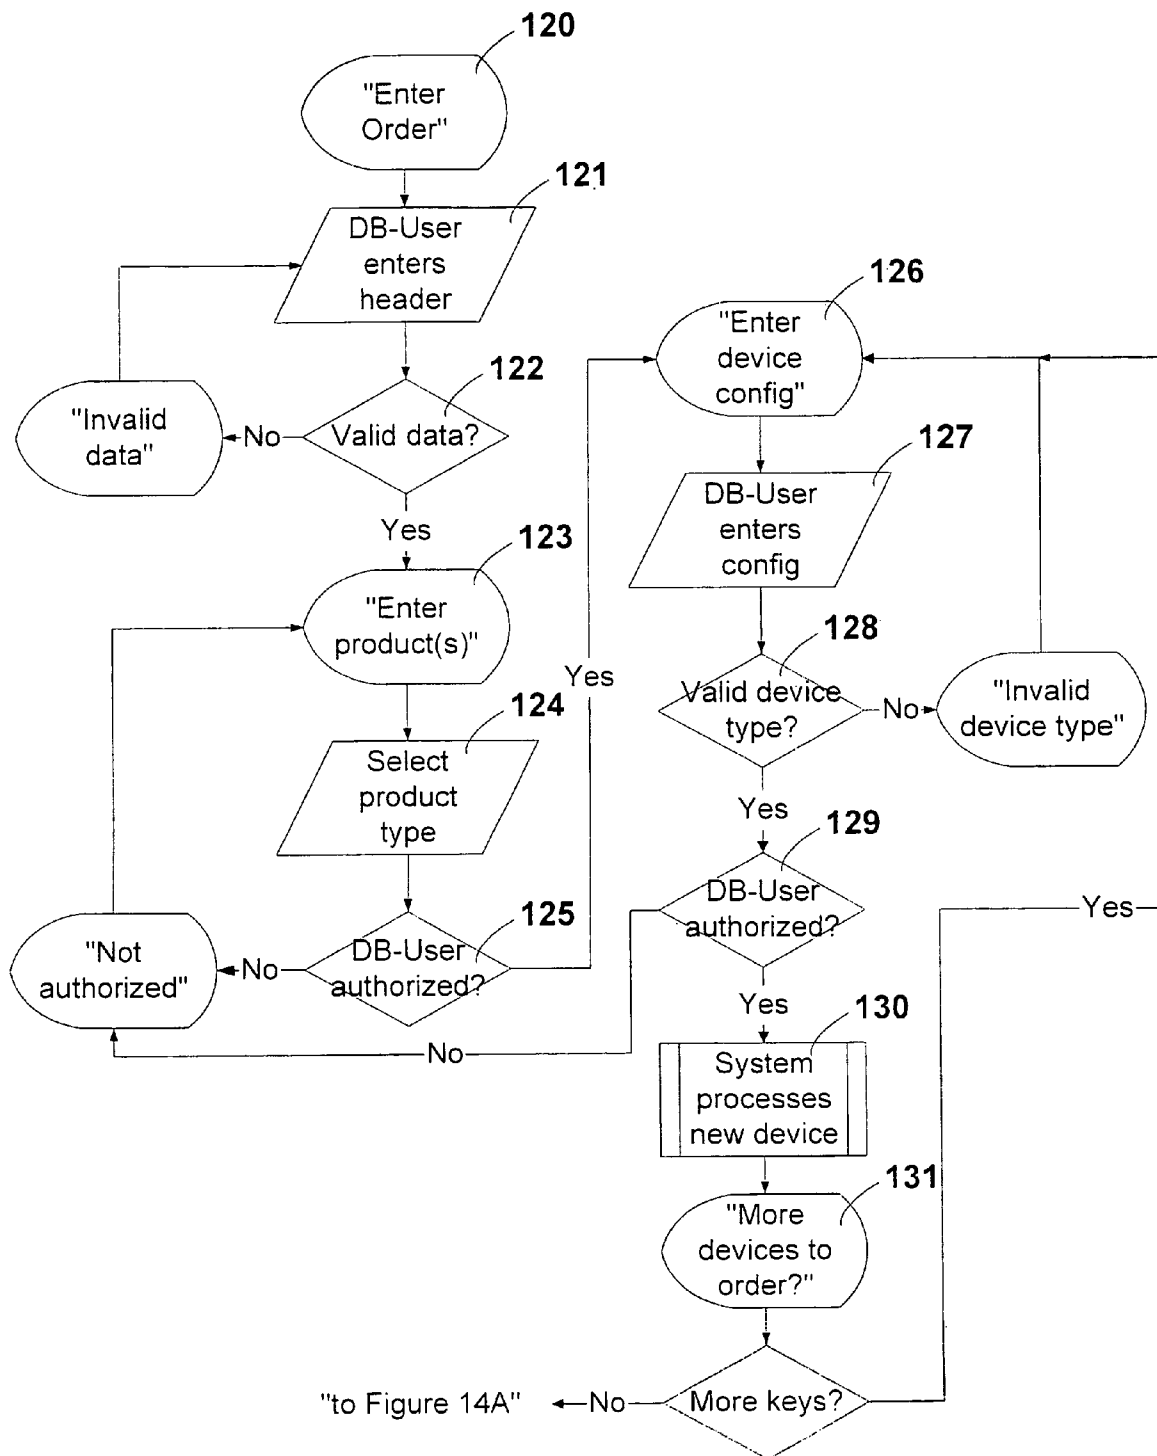 120
"Enter
Order"
121
DB-User
enters
header
122
Valid data?
No
"Invalid
data"
Yes
123
"Enter
product(s)"
124
Select
product
type
125
DB-User
authorized?
No
"Not
authorized"
Yes
126
"Enter
device
config"
127
DB-User
enters
config
128
Valid device
type?
No
"Invalid
device type"
Yes
129
DB-User
authorized?
No
Yes
130
System
processes
new device
131
"More
devices to
order?"
More keys?
Yes
No
"to Figure 14A"